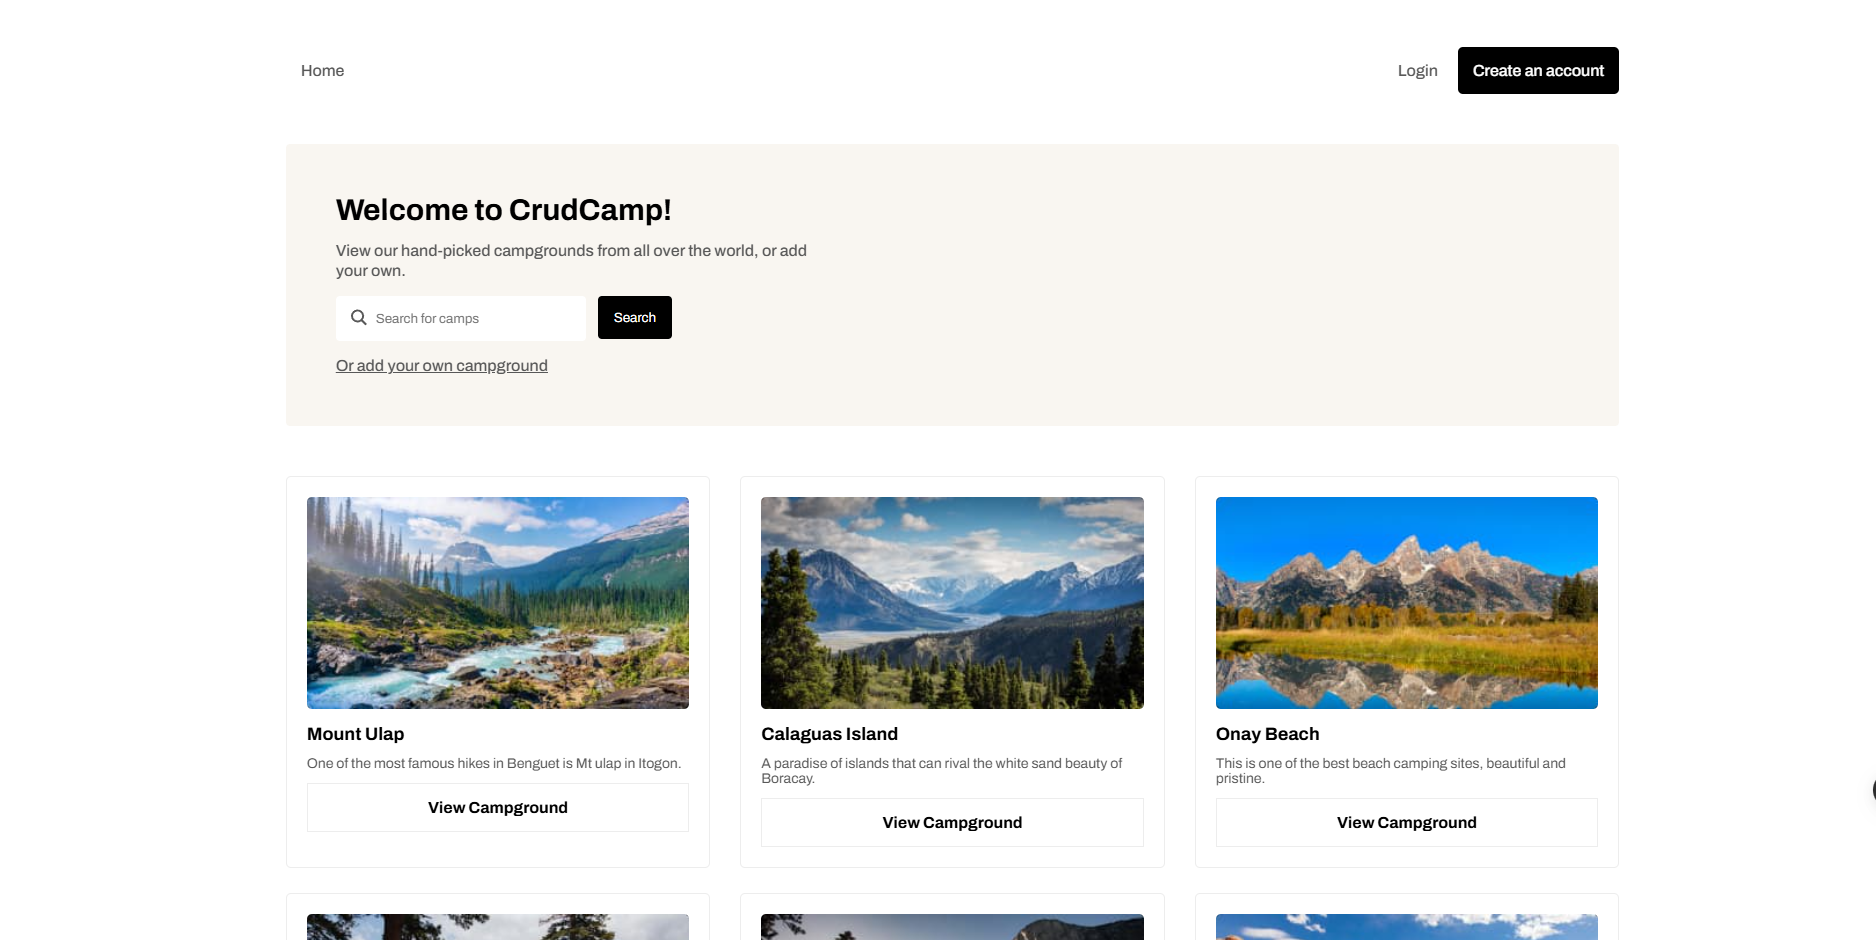 Home
Login
Create an account
Welcome to CrudCamp!
View our hand-picked campgrounds from all over the world, or add
your own.
Search for camps
Search
Or add your own campground
Mount Ulap
One of the most famous hikes in Benguet is Mt ulap in Itogon.
View Campground
Calaguas Island
A paradise of islands that can rival the white sand beauty of
Boracay.
View Campground
Onay Beach
This is one of the best beach camping sites, beautiful and
pristine.
View Campground